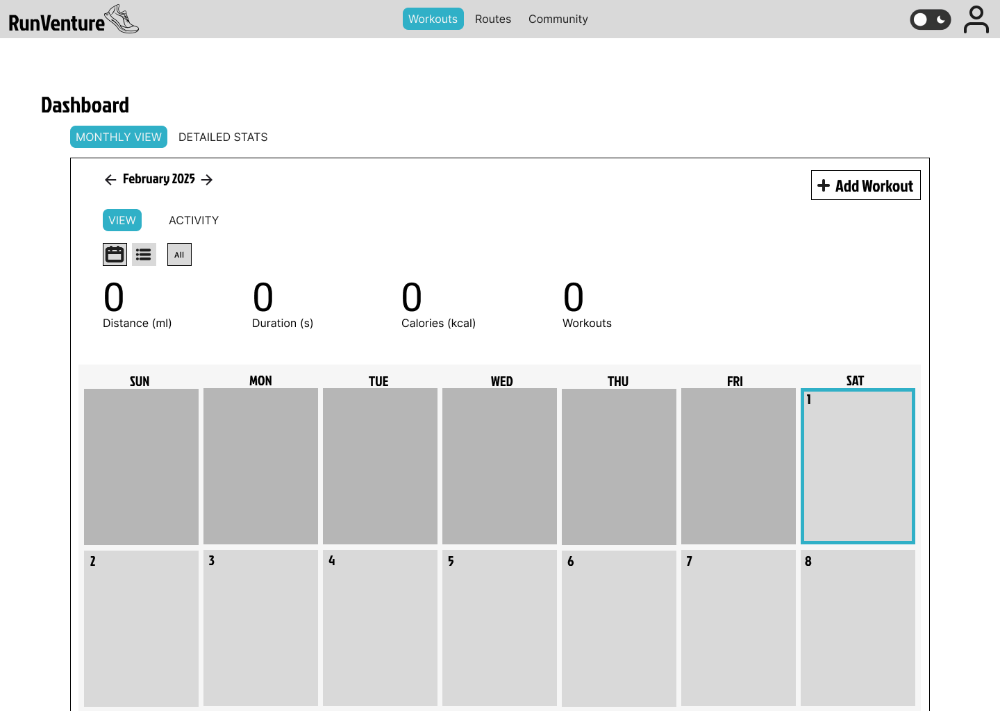 RunVenture
Workouts Routes Community
Dashboard
MONTHLY VIEW DETAILED STATS
February 2025
Add Workout
VIEW ACTIVITY
All
0 0 0 0
Distance (ml) Duration (s) Calories (kcal) Workouts
SUN MON TUE WED THU FRI SAT
1
2 3 4 5 6 7 8